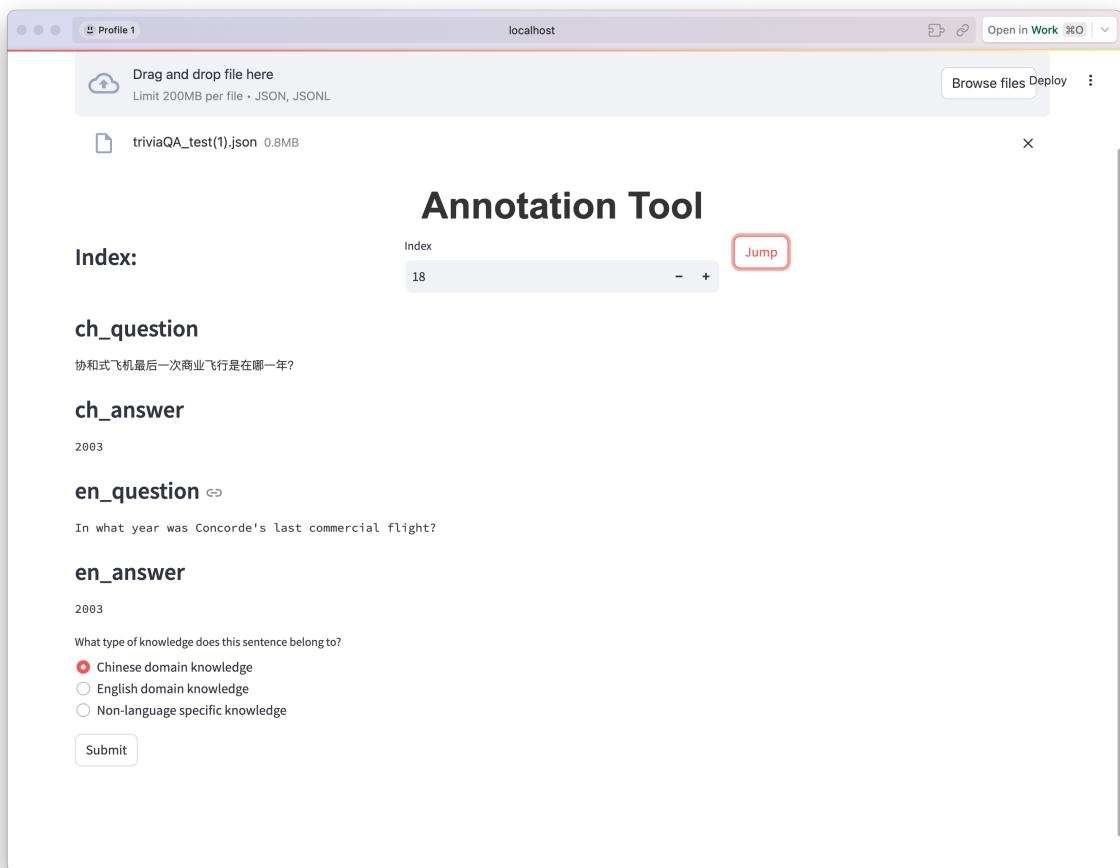 Profile 1
localhost
Open in Work ⌘O
Drag and drop file here
Limit 200MB per file • JSON, JSONL
Browse files
Deploy
triviaQA_test(1).json 0.8MB
Annotation Tool
Index:
Index
Jump
18
ch_question
协和式飞机最后一次商业飞行是在哪一年?
ch_answer
2003
en_question
In what year was Concorde's last commercial flight?
en_answer
2003
What type of knowledge does this sentence belong to?
Chinese domain knowledge
English domain knowledge
Non-language specific knowledge
Submit